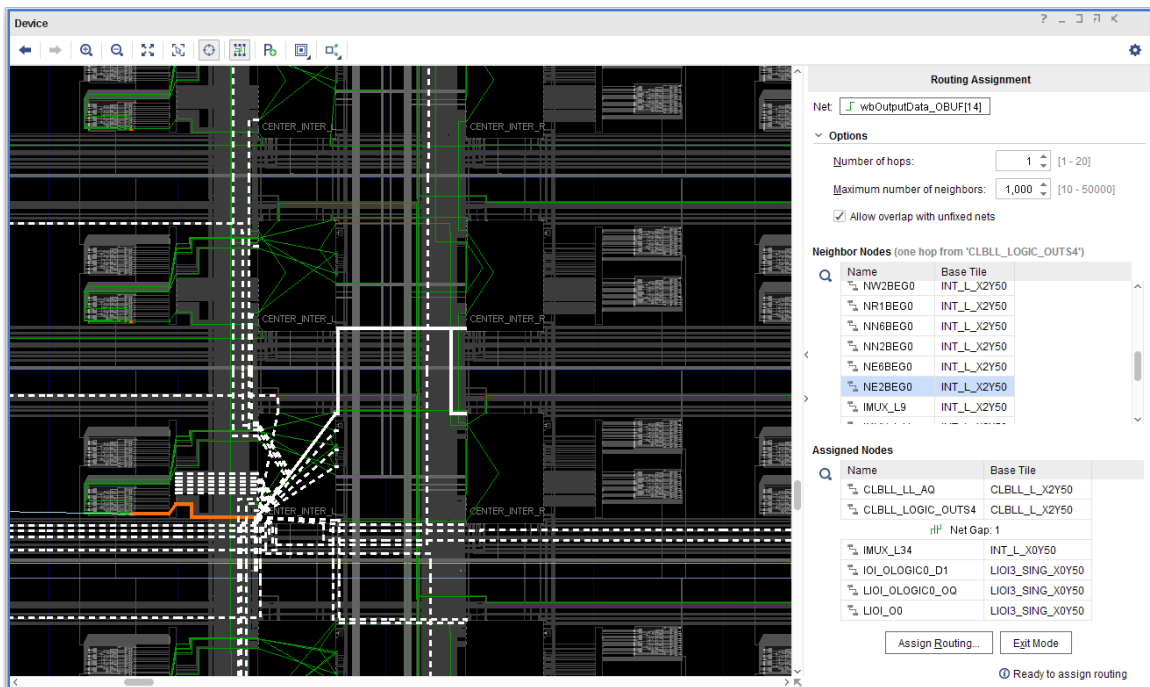 Device
CENTER_INTER_L
CENTER_INTER_R
CENTER_INTER_L
CENTER_INTER_R
CENTER_INTER_L
CENTER_INTER_R
Routing Assignment
Net: wbOutputData_OBUF[14]
Options
Number of hops: 1 [1 - 20]
Maximum number of neighbors: 1,000 [10 - 50000]
Allow overlap with unfixed nets
Neighbor Nodes (one hop from 'CLBLL_LOGIC_OUTS4')
Name Base Tile
NW2BEG0 INT_L_X2Y50
NR1BEG0 INT_L_X2Y50
NN6BEG0 INT_L_X2Y50
NN2BEG0 INT_L_X2Y50
NE6BEG0 INT_L_X2Y50
NE2BEG0 INT_L_X2Y50
IMUX_L9 INT_L_X2Y50
Assigned Nodes
Name Base Tile
CLBLL_LL_AQ CLBLL_L_X2Y50
CLBLL_LOGIC_OUTS4 CLBLL_L_X2Y50
Net Gap: 1
IMUX_L34 INT_L_X0Y50
IOI_OLOGIC0_D1 LIOI3_SING_X0Y50
LIOI_OLOGIC0_OQ LIOI3_SING_X0Y50
LIOI_O0 LIOI3_SING_X0Y50
Assign Routing... Exit Mode
Ready to assign routing